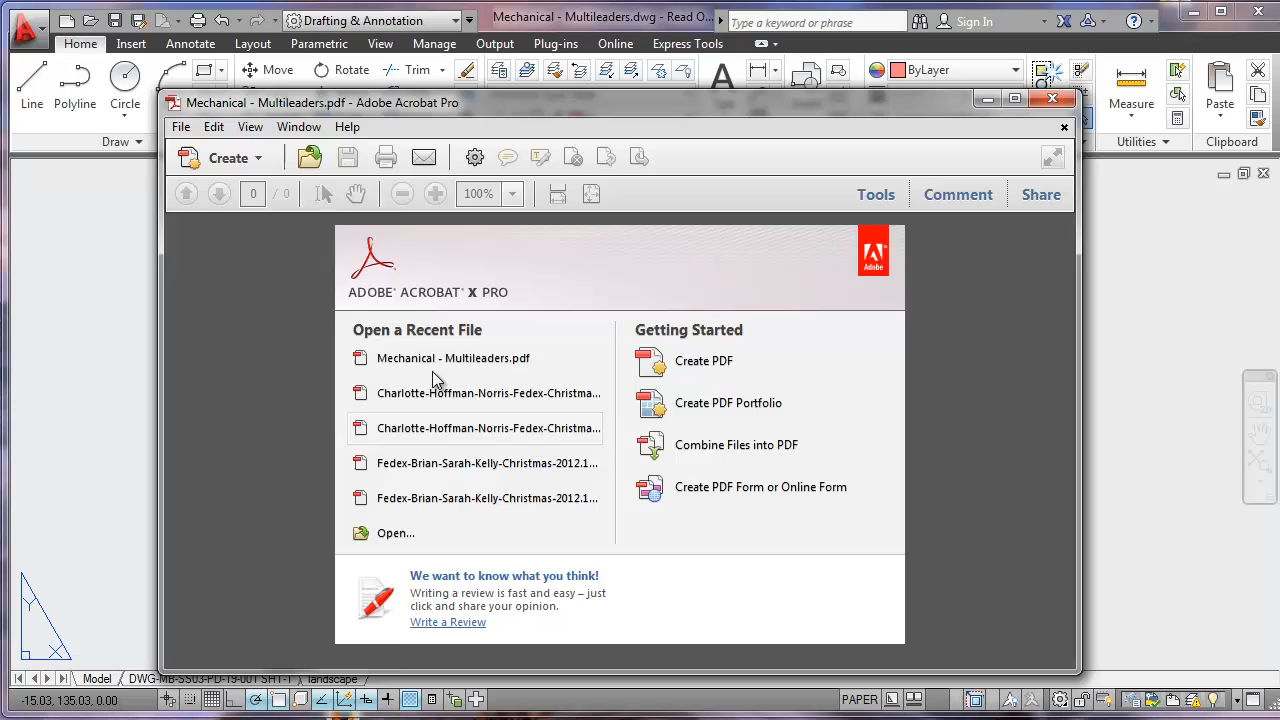 Drafting & Annotation
Mechanical - Multileaders.dwg - Read O...
Type a keyword or phrase
Sign In
Home Insert Annotate Layout Parametric View Manage Output Plug-ins Online Express Tools
Move Rotate Trim
ByLayer
Line Polyline Circle
Measure Paste
Draw
Utilities Clipboard
Mechanical - Multileaders.pdf - Adobe Acrobat Pro
File Edit View Window Help
Create
0 / 0 100%
Tools Comment Share
Adobe
ADOBE® ACROBAT® X PRO
Open a Recent File
Mechanical - Multileaders.pdf
Charlotte-Hoffman-Norris-Fedex-Christma...
Charlotte-Hoffman-Norris-Fedex-Christma...
Fedex-Brian-Sarah-Kelly-Christmas-2012.1...
Fedex-Brian-Sarah-Kelly-Christmas-2012.1...
Open...
Getting Started
Create PDF
Create PDF Portfolio
Combine Files into PDF
Create PDF Form or Online Form
We want to know what you think!
Writing a review is fast and easy – just
click and share your opinion.
Write a Review
Y
X
Model DWG-MB-SS03-PD-19-001 SHT-1 landscape
-15.03, 135.03, 0.00
PAPER